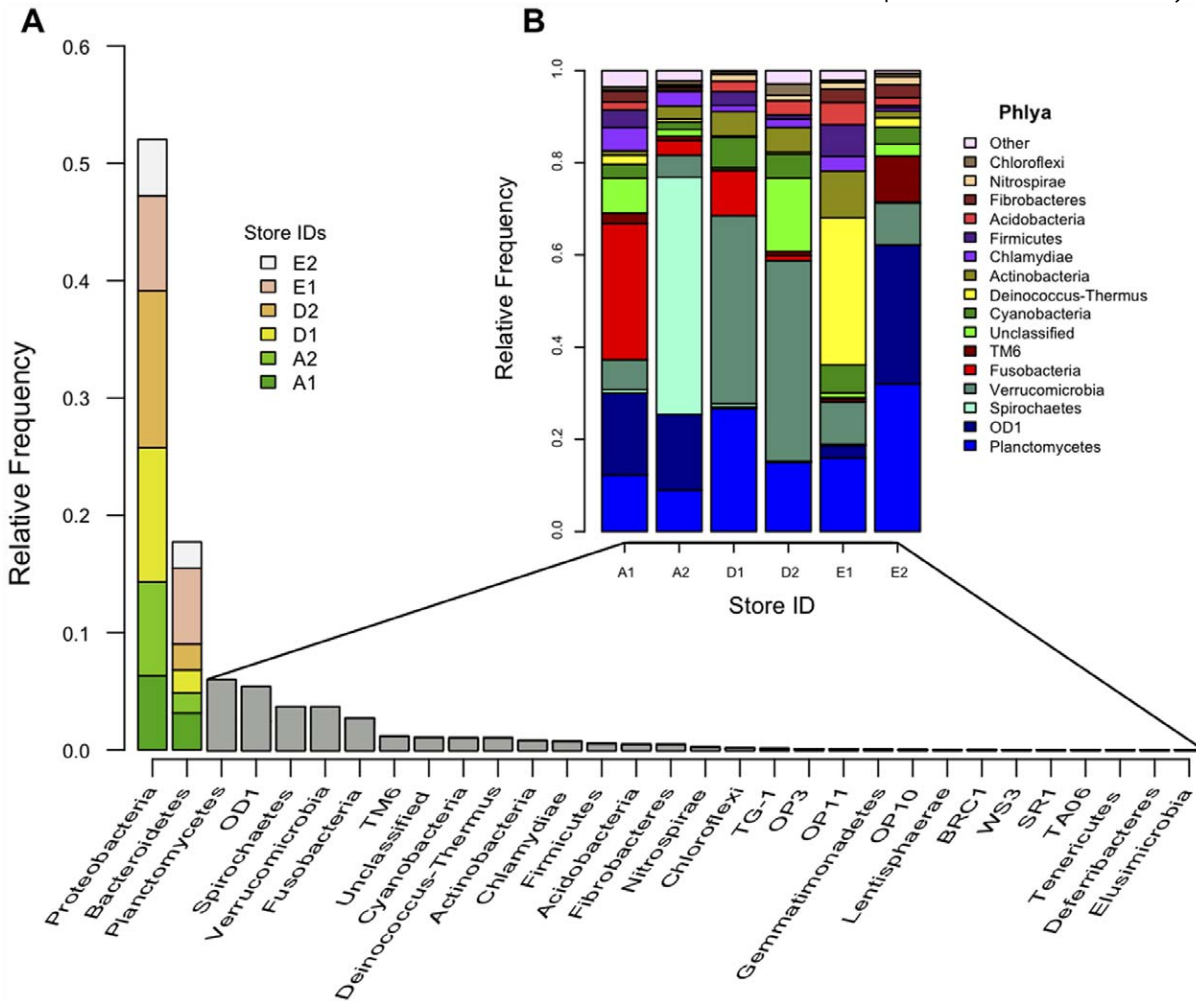 A
B
0.6
0.5
0.4
0.3
0.2
0.1
0.0
Relative Frequency
Store IDs
E2
E1
D2
D1
A2
A1
1.0
0.8
0.6
0.4
0.2
0.0
Relative Frequency
A1
A2
D1
D2
E1
E2
Store ID
Phlya
Other
Chloroflexi
Nitrospirae
Fibrobacteres
Acidobacteria
Firmicutes
Chlamydiae
Actinobacteria
Deinococcus-Thermus
Cyanobacteria
Unclassified
TM6
Fusobacteria
Verrucomicrobia
Spirochaetes
OD1
Planctomycetes
Proteobacteria
Bacteroidetes
Planctomycetes
OD1
Spirochaetes
Verrucomicrobia
Fusobacteria
TM6
Unclassified
Cyanobacteria
Deinococcus-Thermus
Actinobacteria
Chlamydiae
Firmicutes
Acidobacteria
Fibrobacteres
Nitrospirae
Chloroflexi
TG-1
OP3
OP11
Gemmatimonadetes
OP10
Lentisphaerae
BRC1
WS3
SR1
TA06
Tenericutes
Deferribacteres
Elusimicrobia